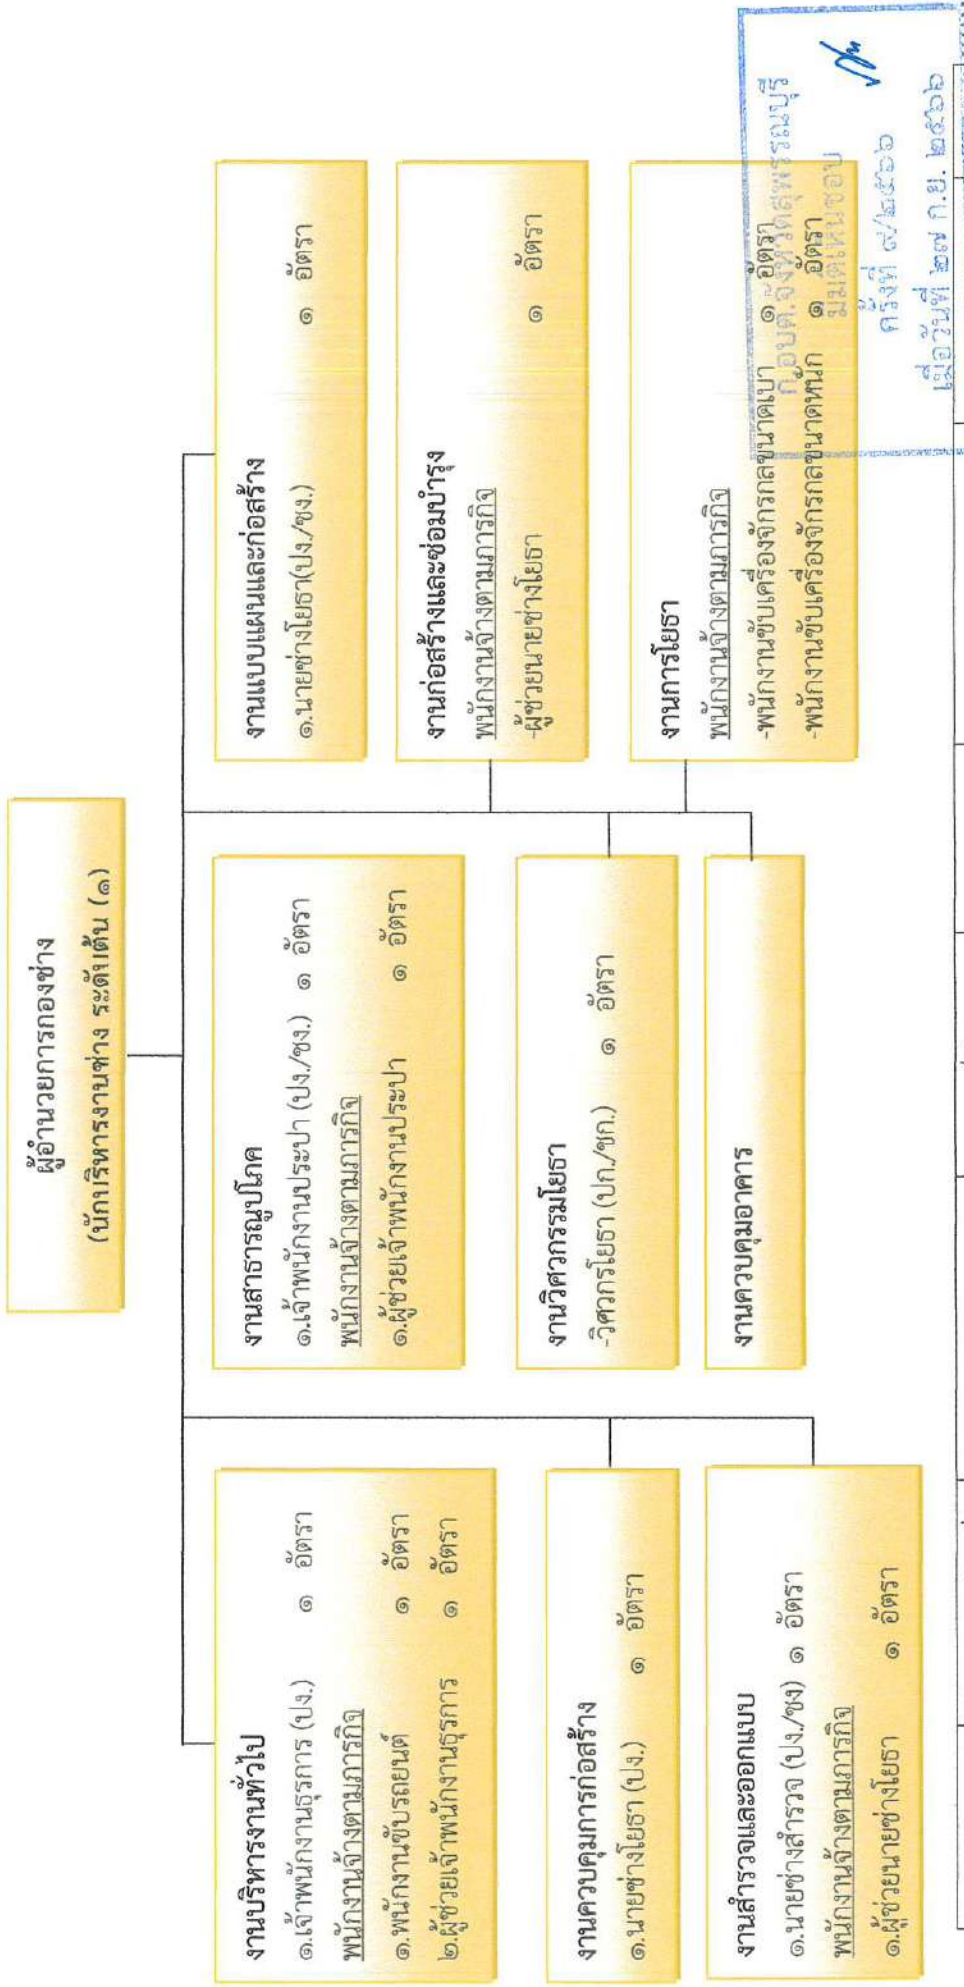 ผู้อำนวยการกองช่าง
(นักบริหารงานช่าง ระดับต้น (๑)
งานบริหารงานทั่วไป
๑.เจ้าพนักงานธุรการ (ปง.) ๑ อัตรา
พนักงานจ้างตามภารกิจ
๑.พนักงานขับรถยนต์ ๑ อัตรา
๒.ผู้ช่วยเจ้าพนักงานธุรการ ๑ อัตรา
งานควบคุมการก่อสร้าง
๑.นายช่างโยธา (ปง.) ๑ อัตรา
งานสำรวจและออกแบบ
๑.นายช่างสำรวจ (ปง./ชง) ๑ อัตรา
พนักงานจ้างตามภารกิจ
๑.ผู้ช่วยนายช่างโยธา ๑ อัตรา
งานสาธารณูปโภค
๑.เจ้าพนักงานประปา (ปง./ชง.) ๑ อัตรา
พนักงานจ้างตามภารกิจ
๑.ผู้ช่วยเจ้าพนักงานประปา ๑ อัตรา
งานวิศวกรรมโยธา
-วิศวกรโยธา (ปก./ชก.) ๑ อัตรา
งานควบคุมอาคาร
งานแบบแผนและก่อสร้าง
๑.นายช่างโยธา(ปง./ชง.) ๑ อัตรา
งานก่อสร้างและซ่อมบำรุง
พนักงานจ้างตามภารกิจ
-ผู้ช่วยนายช่างโยธา ๑ อัตรา
งานการโยธา
พนักงานจ้างตามภารกิจ
-พนักงานขับเครื่องจักรกลขนาดเบา ๑ อัตรา
-พนักงานขับเครื่องจักรกลขนาดหนัก ๑ อัตรา
ก.อบต.จังหวัดสุพรรณบุรี
มีมติเห็นชอบ
ครั้งที่ ๙/๒๕๖๖
เมื่อวันที่ ๒๗ ก.ย. ๒๕๖๖